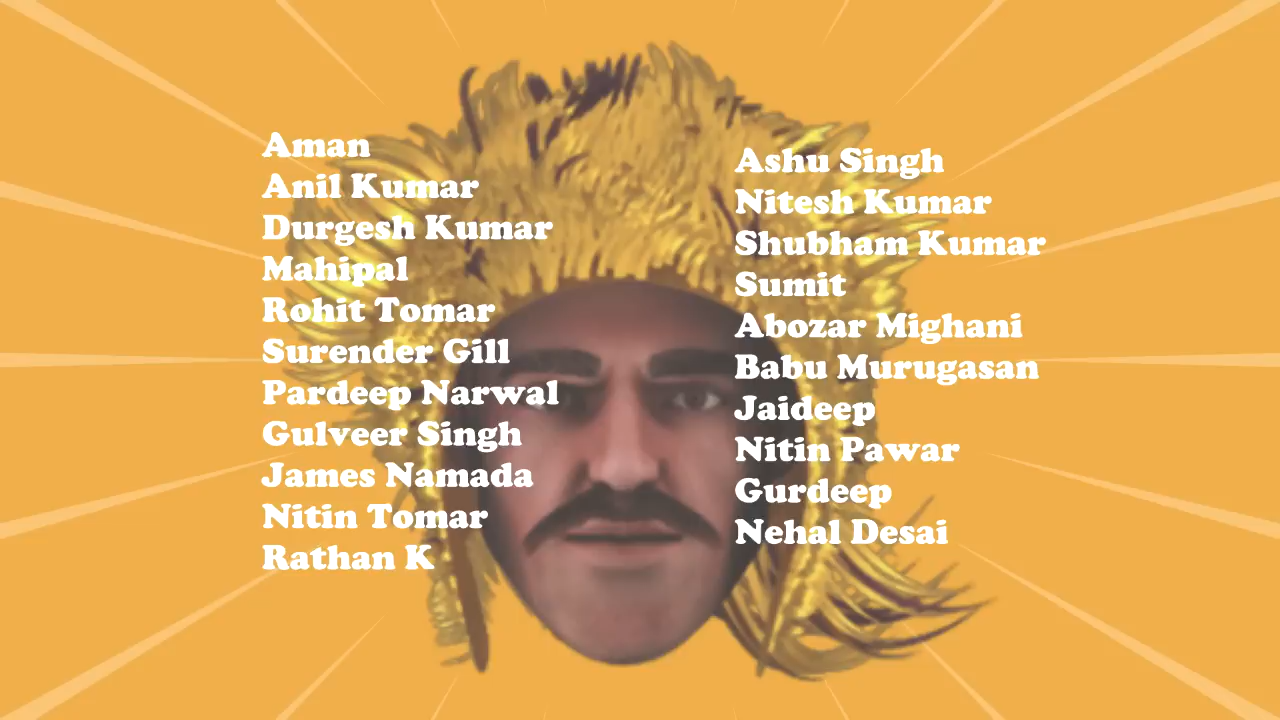 Aman
Anil Kumar
Durgesh Kumar
Mahipal
Rohit Tomar
Surender Gill
Pardeep Narwal
Gulveer Singh
James Namada
Nitin Tomar
Rathan K
Ashu Singh
Nitesh Kumar
Shubham Kumar
Sumit
Abozar Mighani
Babu Murugasan
Jaideep
Nitin Pawar
Gurdeep
Nehal Desai